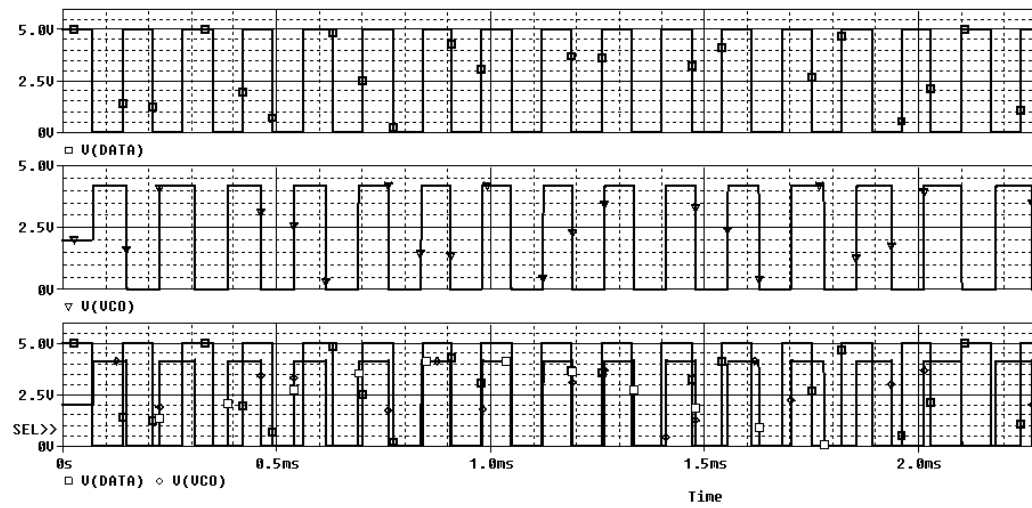 5.0V
2.5V
0V
V(DATA)
5.0V
2.5V
0V
V(VCO)
5.0V
2.5V
SEL>>
0V
0s 0.5ms 1.0ms 1.5ms 2.0ms
V(DATA) V(VCO)
Time